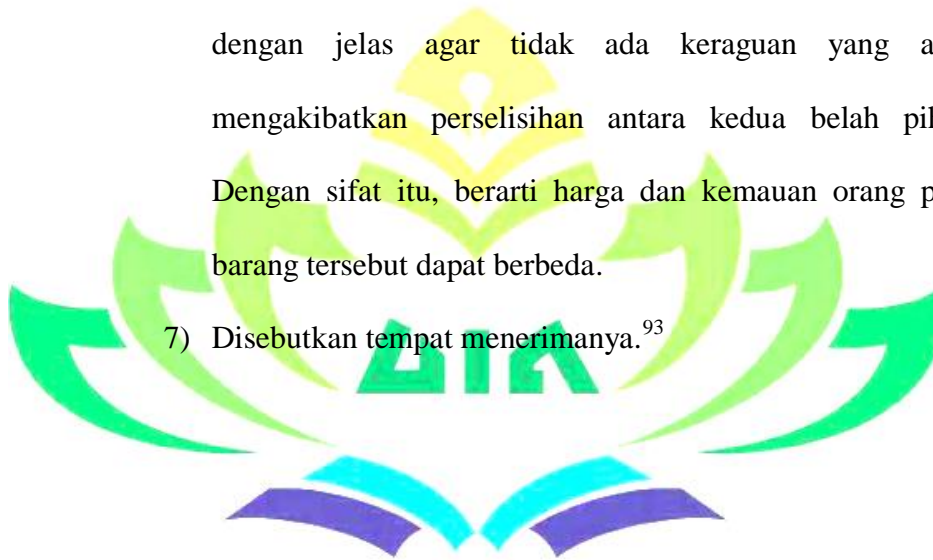 dengan jelas agar tidak ada keraguan yang a
mengakibatkan perselisihan antara kedua belah pi
Dengan sifat itu, berarti harga dan kemauan orang p
barang tersebut dapat berbeda.
7) Disebutkan tempat menerimanya.93